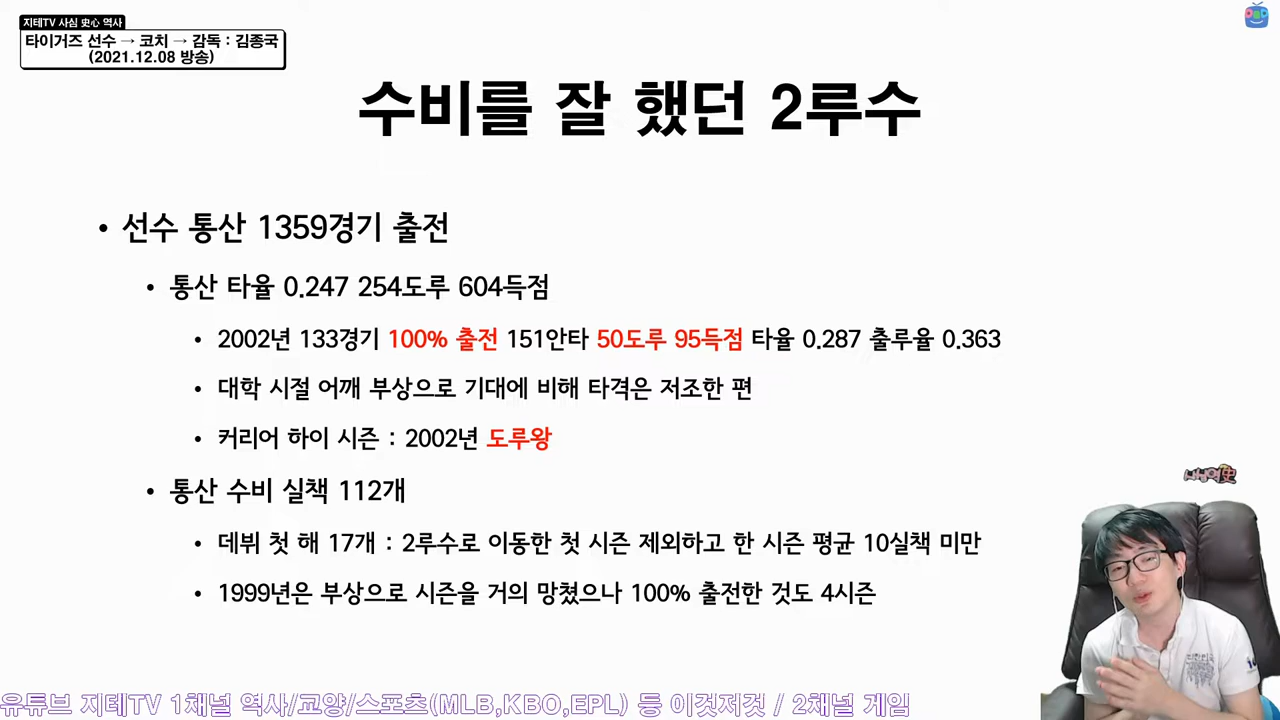 지테TV 사심 史心 역사
타이거즈 선수 → 코치 → 감독 : 김종국
(2021.12.08 방송)
수비를 잘 했던 2루수
• 선수 통산 1359경기 출전
• 통산 타율 0.247 254도루 604득점
• 2002년 133경기 100% 출전 151안타 50도루 95득점 타율 0.287 출루율 0.363
• 대학 시절 어깨 부상으로 기대에 비해 타격은 저조한 편
• 커리어 하이 시즌 : 2002년 도루왕
• 통산 수비 실책 112개
사심역史
• 데뷔 첫 해 17개 : 2루수로 이동한 첫 시즌 제외하고 한 시즌 평균 10실책 미만
• 1999년은 부상으로 시즌을 거의 망쳤으나 100% 출전한 것도 4시즌
유튜브 지테TV 1채널 역사/교양/스포츠(MLB,KBO,EPL) 등 이것저것 / 2채널 게임